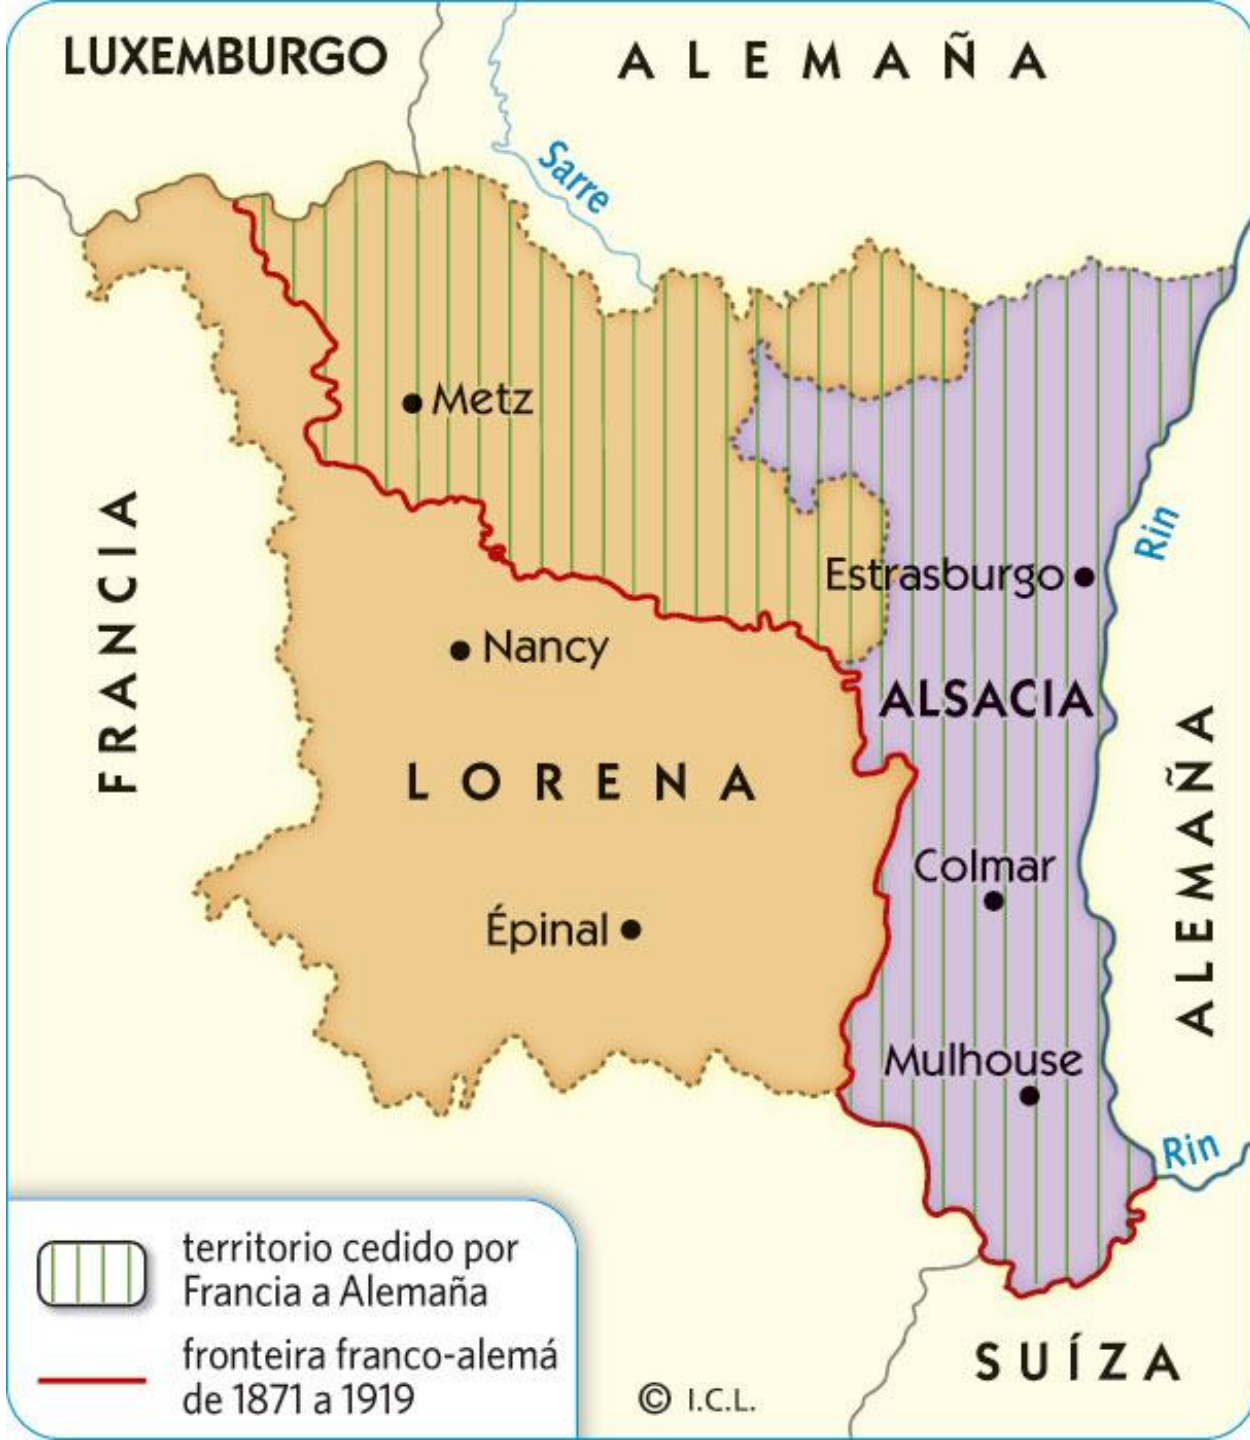 LUXEMBURGO
ALEMAÑA
Sarre
Metz
FRANCIA
Rin
Estrasburgo
Nancy
ALSACIA
LORENA
ALEMAÑA
Colmar
Épinal
Mulhouse
Rin
territorio cedido por
Francia a Alemaña
fronteira franco-alemá
de 1871 a 1919
SUÍZA
© I.C.L.